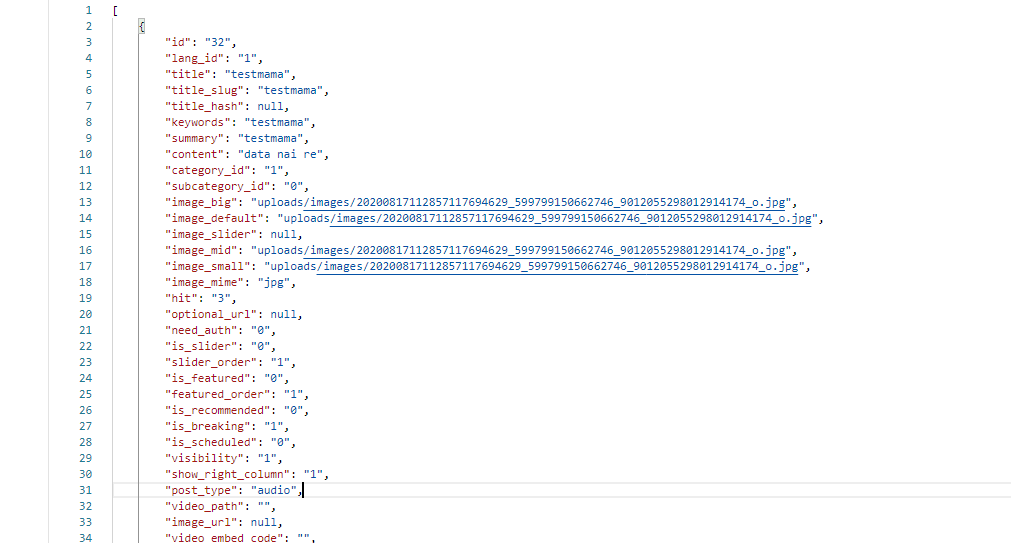 1 [
2 {
3 "id": "32",
4 "lang_id": "1",
5 "title": "testmama",
6 "title_slug": "testmama",
7 "title_hash": null,
8 "keywords": "testmama",
9 "summary": "testmama",
10 "content": "data nai re",
11 "category_id": "1",
12 "subcategory_id": "0",
13 "image_big": "uploads/images/20200817112857117694629_599799150662746_9012055298012914174_o.jpg",
14 "image_default": "uploads/images/20200817112857117694629_599799150662746_9012055298012914174_o.jpg",
15 "image_slider": null,
16 "image_mid": "uploads/images/20200817112857117694629_599799150662746_9012055298012914174_o.jpg",
17 "image_small": "uploads/images/20200817112857117694629_599799150662746_9012055298012914174_o.jpg",
18 "image_mime": "jpg",
19 "hit": "3",
20 "optional_url": null,
21 "need_auth": "0",
22 "is_slider": "0",
23 "slider_order": "1",
24 "is_featured": "0",
25 "featured_order": "1",
26 "is_recommended": "0",
27 "is_breaking": "1",
28 "is_scheduled": "0",
29 "visibility": "1",
30 "show_right_column": "1",
31 "post_type": "audio",
32 "video_path": "",
33 "image_url": null,
34 "video_embed_code": "",